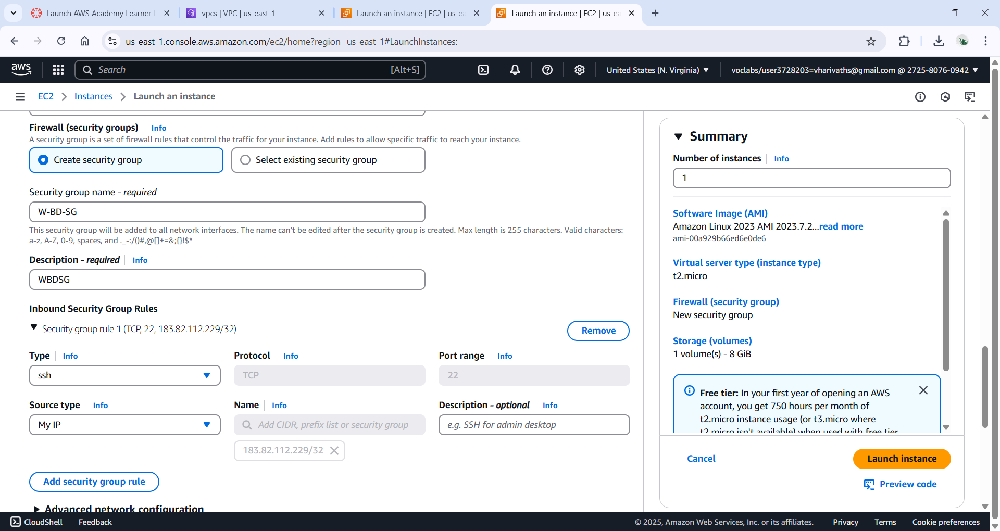 Launch AWS Academy Learner L
vpcs | VPC | us-east-1
Launch an instance | EC2 | us-ea
Launch an instance | EC2 | us-ea
us-east-1.console.aws.amazon.com/ec2/home?region=us-east-1#LaunchInstances:
aws
Search
[Alt+S]
United States (N. Virginia)
voclabs/user3728203=vharivaths@gmail.com @ 2725-8076-0942
EC2
Instances
Launch an instance
Firewall (security groups)
Info
A security group is a set of firewall rules that control the traffic for your instance. Add rules to allow specific traffic to reach your instance.
Create security group
Select existing security group
Security group name - required
W-BD-SG
This security group will be added to all network interfaces. The name can't be edited after the security group is created. Max length is 255 characters. Valid characters:
a-z, A-Z, 0-9, spaces, and ._-:/()#,@[]+=&;{}!$*
Description - required
Info
WBDSG
Inbound Security Group Rules
Security group rule 1 (TCP, 22, 183.82.112.229/32)
Remove
Type
Info
Protocol
Info
Port range
Info
ssh
TCP
22
Source type
Info
Name
Info
Description - optional
Info
My IP
Add CIDR, prefix list or security group
e.g. SSH for admin desktop
183.82.112.229/32
Add security group rule
Advanced network configuration
Summary
Number of instances
Info
1
Software Image (AMI)
Amazon Linux 2023 AMI 2023.7.2...read more
ami-00a929b66ed6e0de6
Virtual server type (instance type)
t2.micro
Firewall (security group)
New security group
Storage (volumes)
1 volume(s) - 8 GiB
Free tier: In your first year of opening an AWS
account, you get 750 hours per month of
t2.micro instance usage (or t3.micro where
t2.micro isn't available) when used with free tier
Cancel
Launch instance
Preview code
CloudShell
Feedback
© 2025, Amazon Web Services, Inc. or its affiliates.
Privacy
Terms
Cookie preferences